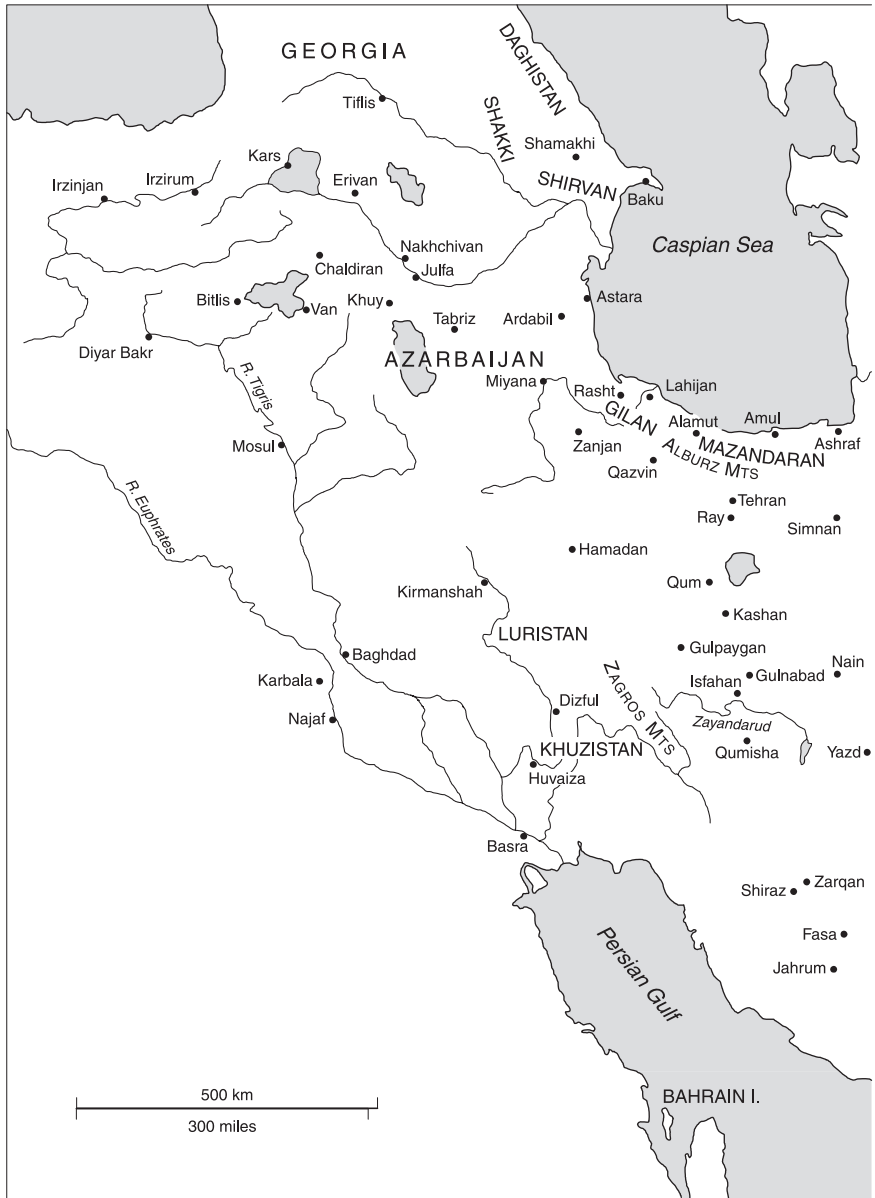 GEORGIA
DAGHISTAN
Tiflis
SHAKKI
Shamakhi
Kars
SHIRVAN
Irzinjan
Irzirum
Erivan
Baku
Caspian Sea
Nakhchivan
Chaldiran
Julfa
Bitlis
Van
Khuy
Astara
Tabriz
Ardabil
Diyar Bakr
AZARBAIJAN
R. Tigris
Miyana
Rasht
Lahijan
GILAN
Alamut
Amul
Ashraf
Mosul
Zanjan
ALBURZ MTS
MAZANDARAN
Qazvin
R. Euphrates
Tehran
Ray
Simnan
Hamadan
Kirmanshah
Qum
Kashan
LURISTAN
Baghdad
Gulpaygan
Nain
Karbala
ZAGROS MTS
Isfahan
Gulnabad
Najaf
Dizful
Zayandarud
KHUZISTAN
Qumisha
Yazd
Huvaiza
Basra
Zarqan
Shiraz
Persian Gulf
Fasa
Jahrum
500 km
300 miles
BAHRAIN I.